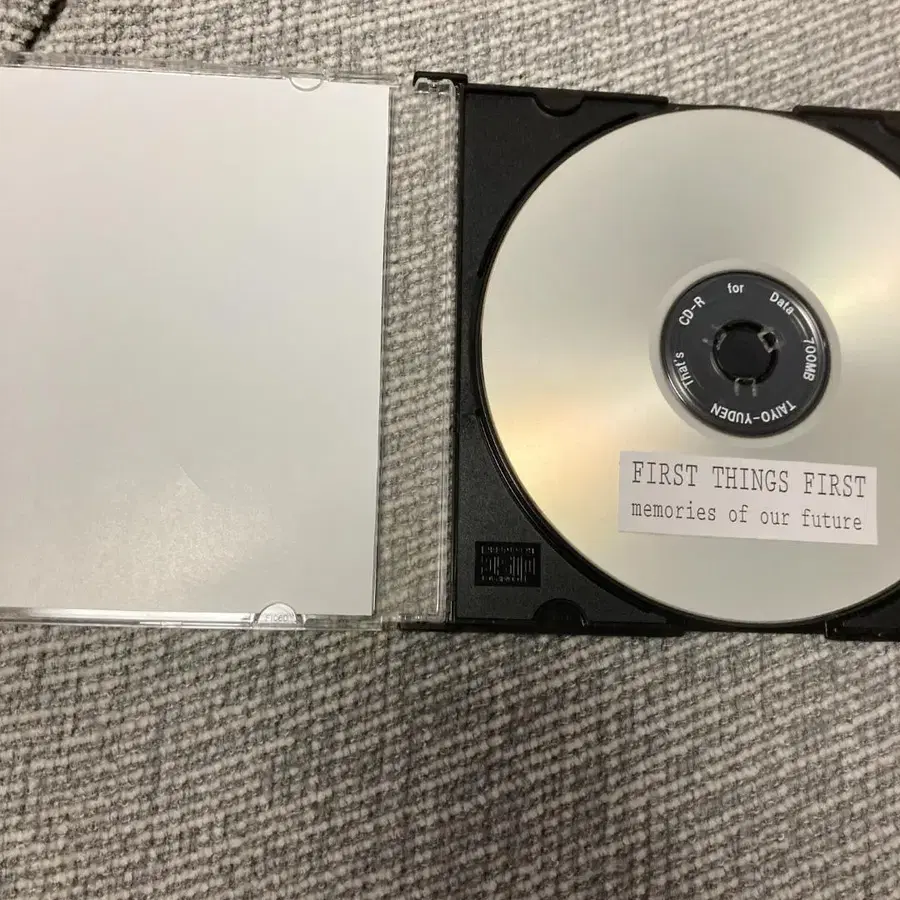 That's CD-R for Data 700MB TAIYO-YUDEN
FIRST THINGS FIRST
memories of our future